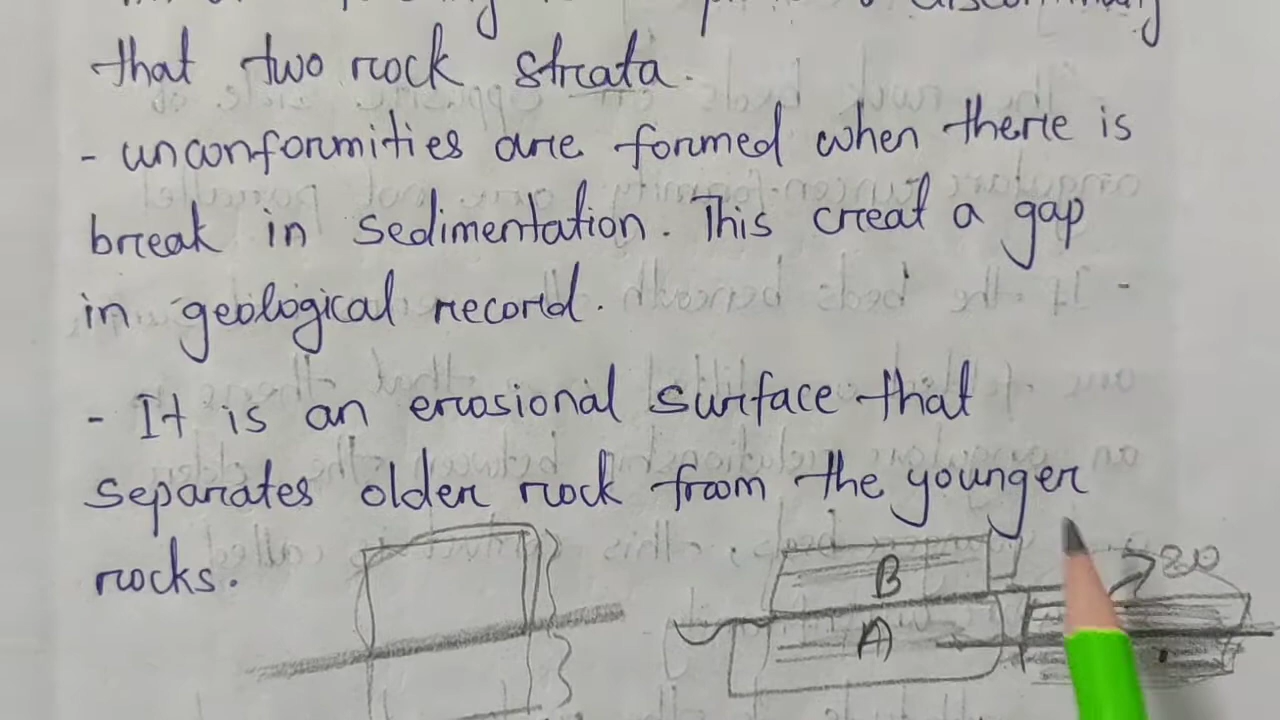 that two rock strata.
- unconformities are formed when there is
break in sedimentation. This creat a gap
in geological record.
- It is an erosional surface that
separates older rock from the younger
rocks.
B
A